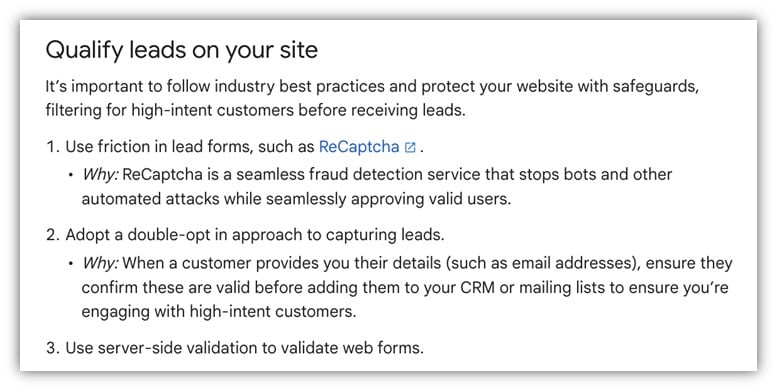 Qualify leads on your site
It's important to follow industry best practices and protect your website with safeguards,
filtering for high-intent customers before receiving leads.
1. Use friction in lead forms, such as ReCaptcha .
• Why: ReCaptcha is a seamless fraud detection service that stops bots and other
automated attacks while seamlessly approving valid users.
2. Adopt a double-opt in approach to capturing leads.
• Why: When a customer provides you their details (such as email addresses), ensure they
confirm these are valid before adding them to your CRM or mailing lists to ensure you're
engaging with high-intent customers.
3. Use server-side validation to validate web forms.